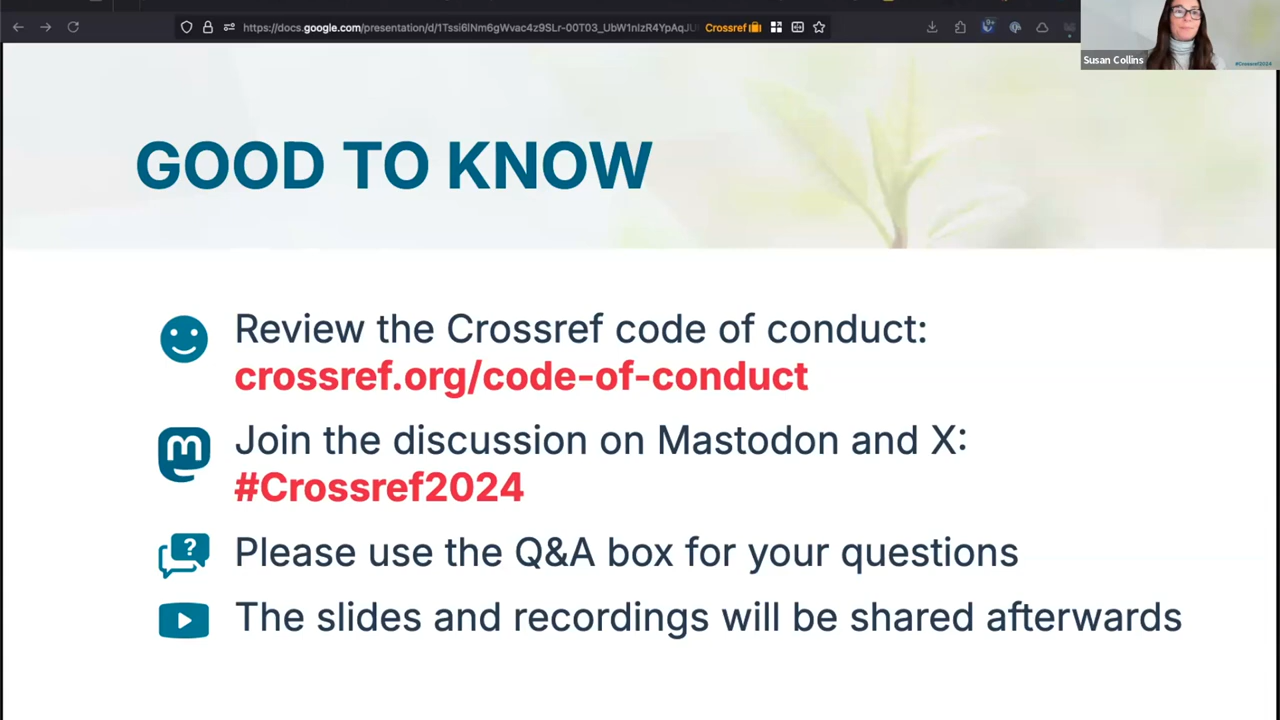 https://docs.google.com/presentation/d/1Tssi6lNm6gWvac4z9SLr-00T03_UbW1nIzR4YpAqJU
Crossref
Susan Collins
#Crossref2024
GOOD TO KNOW
Review the Crossref code of conduct:
crossref.org/code-of-conduct
Join the discussion on Mastodon and X:
#Crossref2024
Please use the Q&A box for your questions
The slides and recordings will be shared afterwards